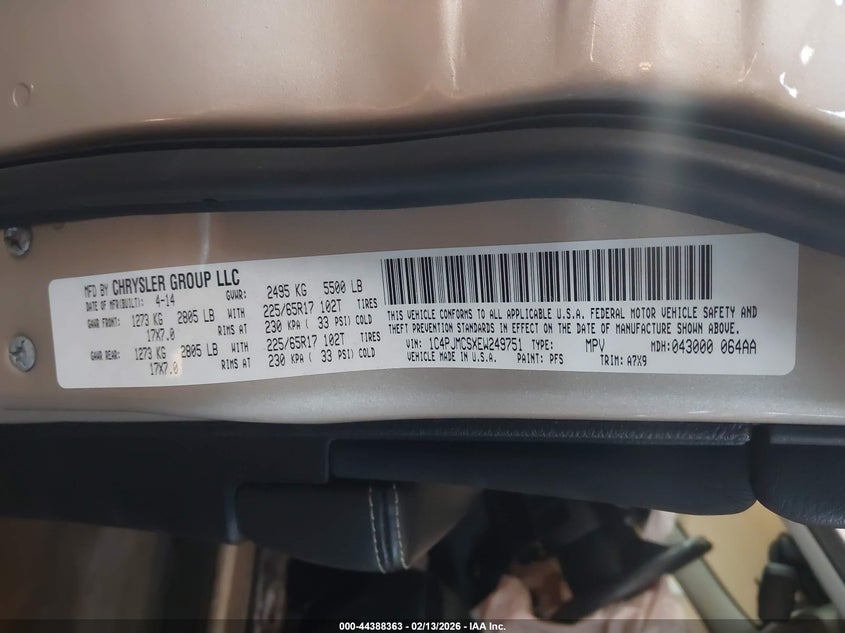 MFD BY CHRYSLER GROUP LLC
DATE OF MFR(BUILT): 4-14 GVWR: 2495 KG 5500 LB
GAWR FRONT: 1273 KG 2805 LB WITH 225/65R17 102T TIRES
17X7.0 RIMS AT 230 KPA ( 33 PSI) COLD
GAWR REAR: 1273 KG 2805 LB WITH 225/65R17 102T TIRES
17X7.0 RIMS AT 230 KPA ( 33 PSI) COLD
THIS VEHICLE CONFORMS TO ALL APPLICABLE U.S.A. FEDERAL MOTOR VEHICLE SAFETY AND
THEFT PREVENTION STANDARDS IN EFFECT ON THE DATE OF MANUFACTURE SHOWN ABOVE.
VIN: 1C4PJMCSXEW249751 TYPE: MPV MDH: 043000 064AA
VEHICLE MADE IN U.S.A. PAINT: PFS TRIM: A7X9
000-44388363 - 02/13/2026 - IAA Inc.